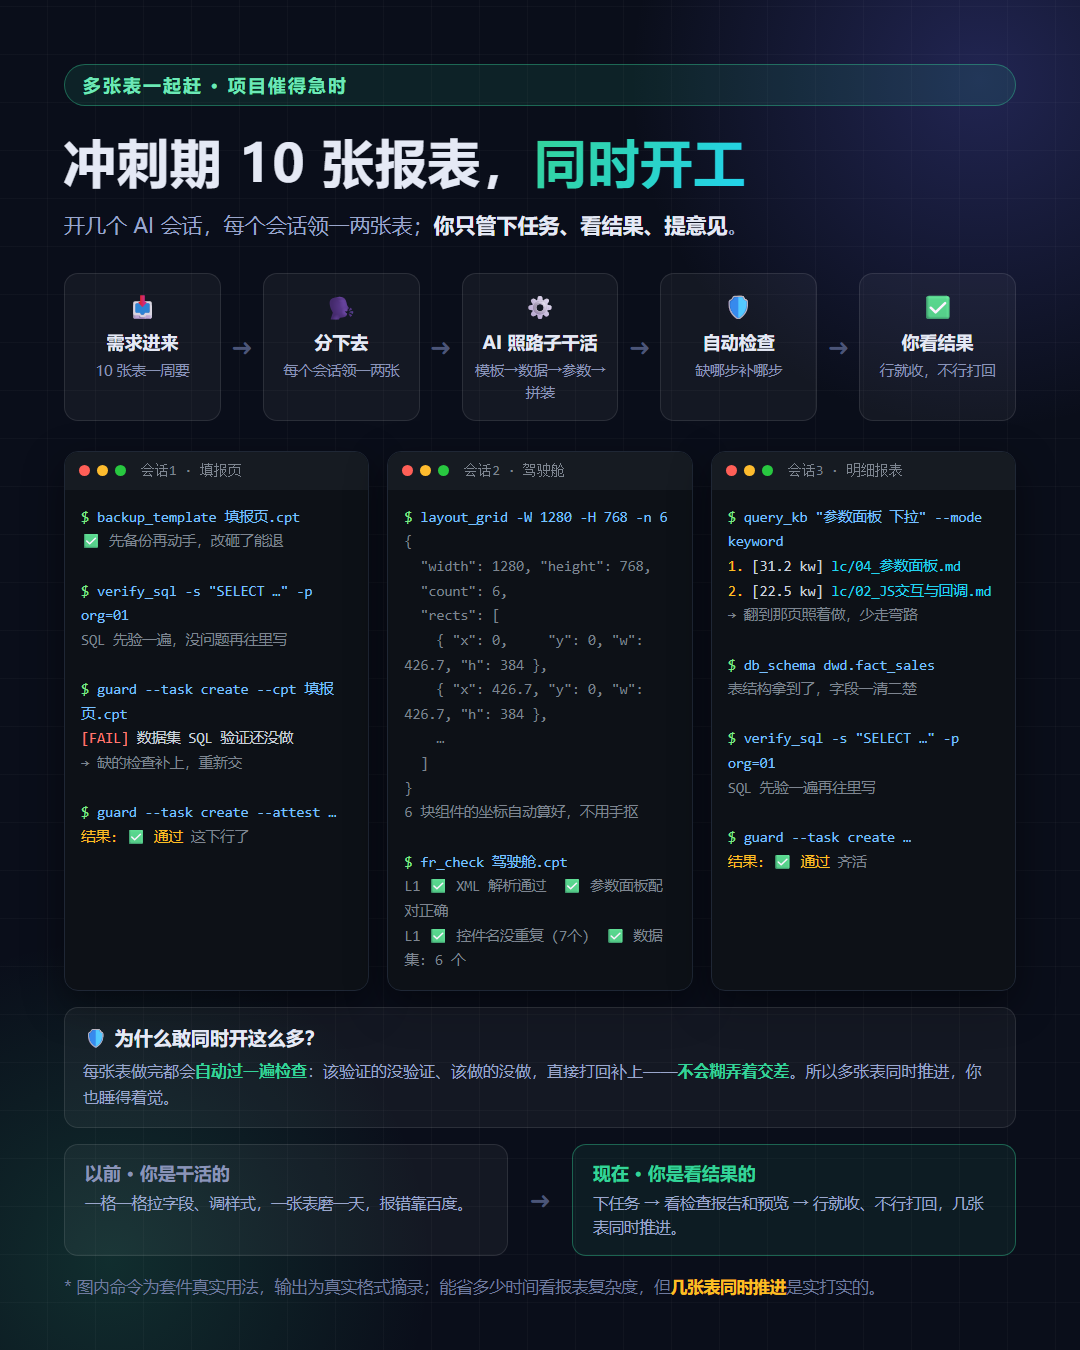 多张表一起赶 • 项目催得急时
冲刺期 10 张报表，同时开工
开几个 AI 会话，每个会话领一两张表；你只管下任务、看结果、提意见。
需求进来
10 张表一周要
→
分下去
每个会话领一两张
→
AI 照路子干活
模板→数据→参数→
拼装
→
自动检查
缺哪步补哪步
→
你看结果
行就收，不行打回
会话1 · 填报页
$ backup_template 填报页.cpt
✅ 先备份再动手，改砸了能退
$ verify_sql -s "SELECT …" -p
org=01
SQL 先验一遍，没问题再往里写
$ guard --task create --cpt 填报
页.cpt
[FAIL] 数据集 SQL 验证还没做
→ 缺的检查补上，重新交
$ guard --task create --attest …
结果: ✅ 通过 这下行了
会话2 · 驾驶舱
$ layout_grid -W 1280 -H 768 -n 6
{
"width": 1280, "height": 768,
"count": 6,
"rects": [
{ "x": 0, "y": 0, "w":
426.7, "h": 384 },
{ "x": 426.7, "y": 0, "w":
426.7, "h": 384 },
…
]
}
6 块组件的坐标自动算好，不用手抠
$ fr_check 驾驶舱.cpt
L1 ✅ XML 解析通过 ✅ 参数面板配
对正确
L1 ✅ 控件名没重复（7个） ✅ 数据
集: 6 个
会话3 · 明细报表
$ query_kb "参数面板 下拉" --mode
keyword
1. [31.2 kw] lc/04_参数面板.md
2. [22.5 kw] lc/02_JS交互与回调.md
→ 翻到那页照着做，少走弯路
$ db_schema dwd.fact_sales
表结构拿到了，字段一清二楚
$ verify_sql -s "SELECT …" -p
org=01
SQL 先验一遍再往里写
$ guard --task create …
结果: ✅ 通过 齐活
为什么敢同时开这么多？
每张表做完都会自动过一遍检查：该验证的没验证、该做的没做，直接打回补上——不会糊弄着交差。所以多张表同时推进，你
也睡得着觉。
以前 • 你是干活的
一格一格拉字段、调样式，一张表磨一天，报错靠百度。
→
现在 • 你是看结果的
下任务 → 看检查报告和预览 → 行就收、不行打回，几张
表同时推进。
* 图内命令为套件真实用法，输出为真实格式摘录；能省多少时间看报表复杂度，但几张表同时推进是实打实的。